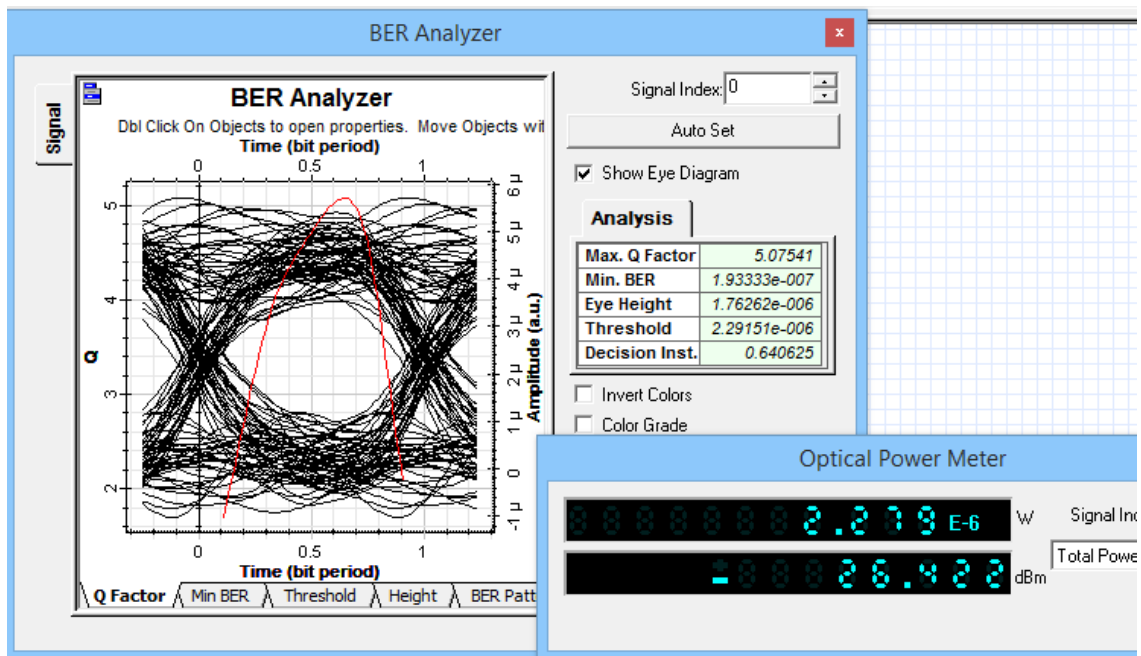 BER Analyzer
x
Signal
BER Analyzer
Dbl Click On Objects to open properties. Move Objects wit
Time (bit period)
0 0.5 1
Q
5
4
3
2
6 µ
5 µ
4 µ
3 µ
2 µ
1 µ
0
-1 µ
Amplitude (a.u.)
0 0.5 1
Time (bit period)
Q Factor Min BER Threshold Height BER Patt
Signal Index: 0
Auto Set
Show Eye Diagram
Analysis
Max. Q Factor 5.07541
Min. BER 1.93333e-007
Eye Height 1.76262e-006
Threshold 2.29151e-006
Decision Inst. 0.640625
Invert Colors
Color Grade
Optical Power Meter
2.279 E-6 W
Signal Ind
- 26.422 dBm
Total Power